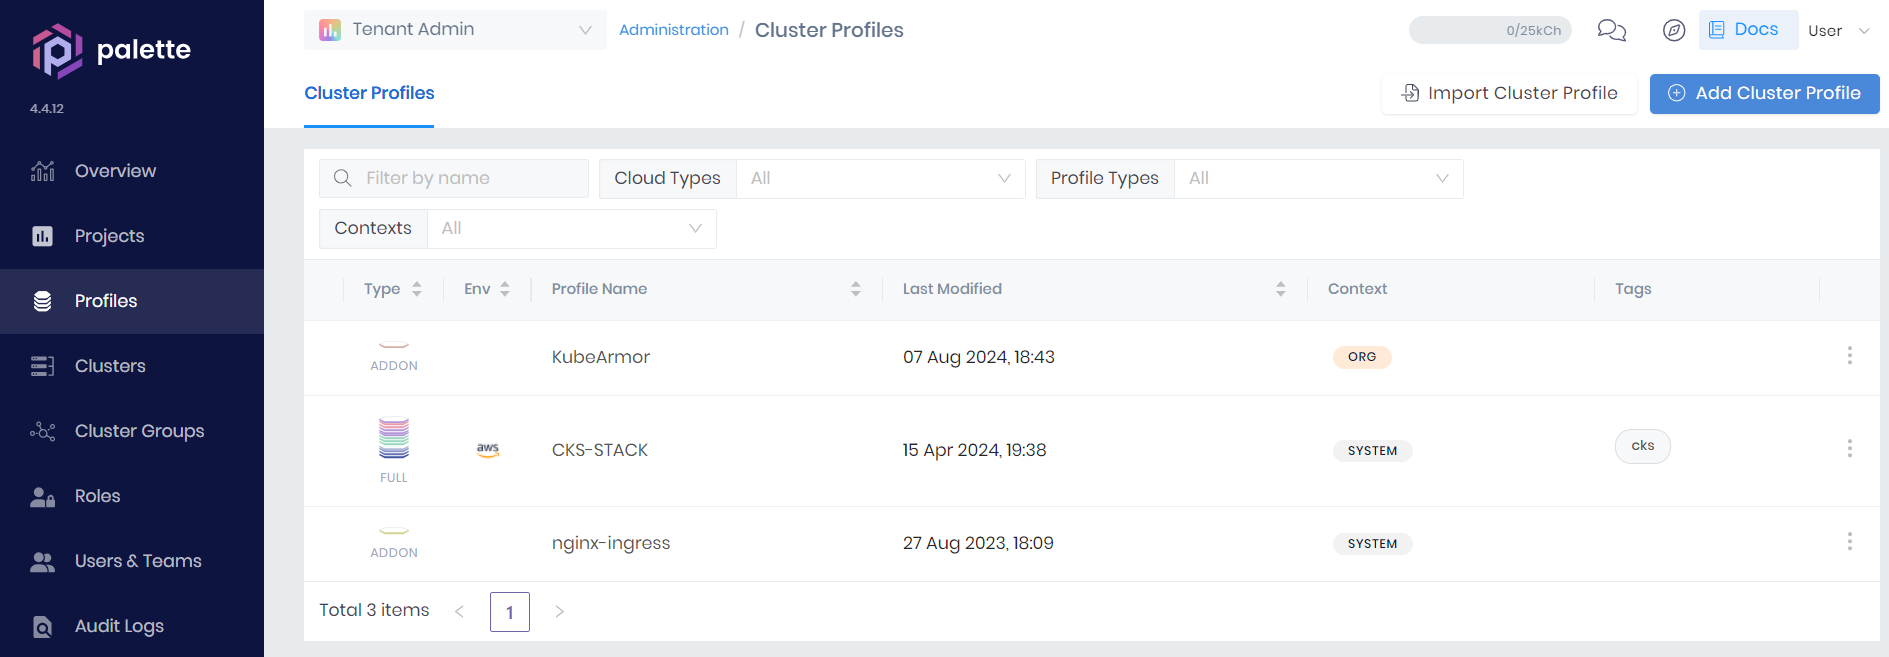 palette
4.4.12
Overview
Projects
Profiles
Clusters
Cluster Groups
Roles
Users & Teams
Audit Logs
Tenant Admin
Administration / Cluster Profiles
0/25kCh
Docs
User
Cluster Profiles
Import Cluster Profile
Add Cluster Profile
Filter by name
Cloud Types All
Profile Types All
Contexts All
Type Env Profile Name Last Modified Context Tags
ADDON KubeArmor 07 Aug 2024, 18:43 ORG
FULL aws CKS-STACK 15 Apr 2024, 19:38 SYSTEM cks
ADDON nginx-ingress 27 Aug 2023, 18:09 SYSTEM
Total 3 items < 1 >